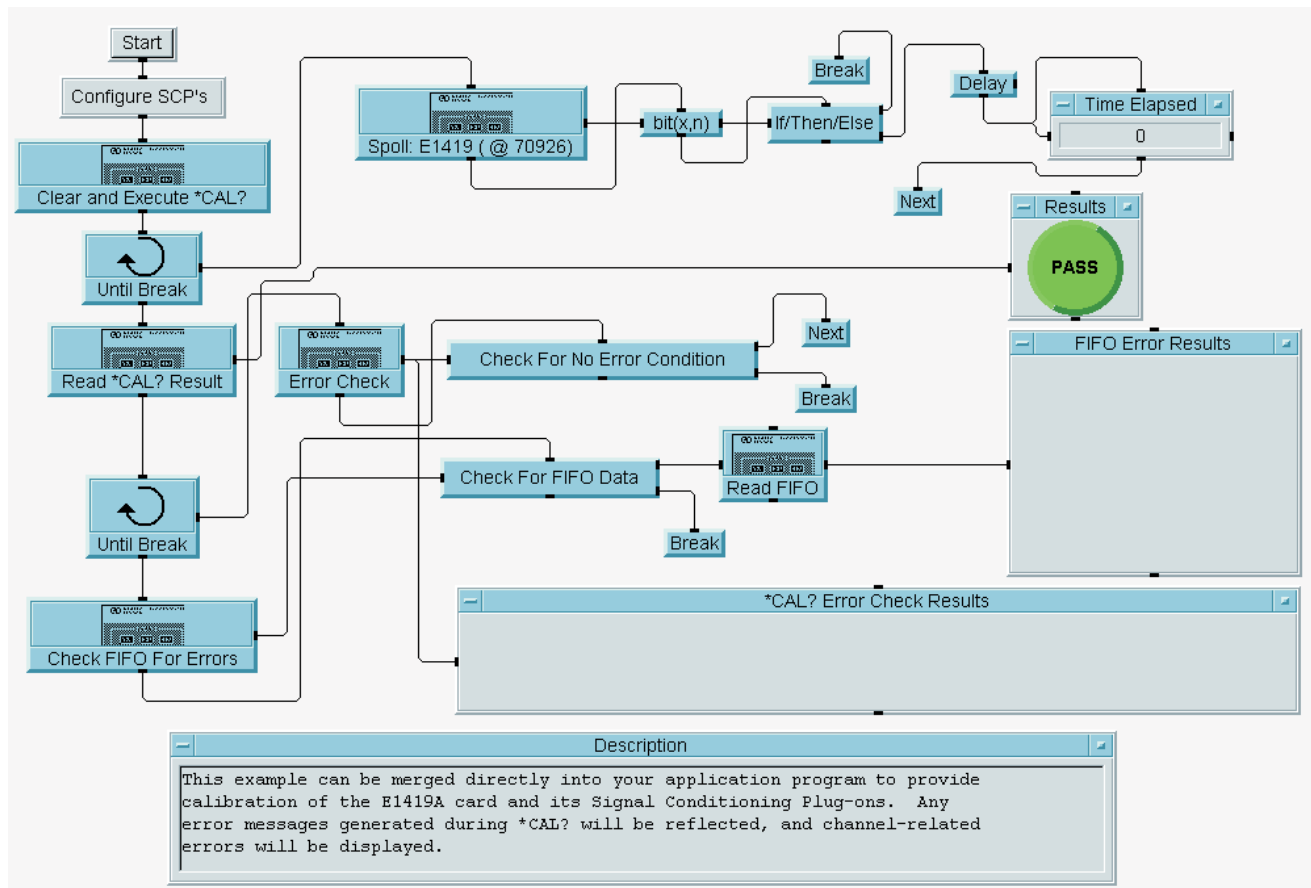 Start
Configure SCP's
Clear and Execute *CAL?
Until Break
Read *CAL? Result
Until Break
Check FIFO For Errors
Spoll: E1419 ( @ 70926)
bit(x,n)
If/Then/Else
Break
Delay
Time Elapsed
0
Next
Results
PASS
Error Check
Check For No Error Condition
Next
Break
Check For FIFO Data
Read FIFO
Break
FIFO Error Results
*CAL? Error Check Results
Description
This example can be merged directly into your application program to provide
calibration of the E1419A card and its Signal Conditioning Plug-ons.  Any
error messages generated during *CAL? will be reflected, and channel-related
errors will be displayed.